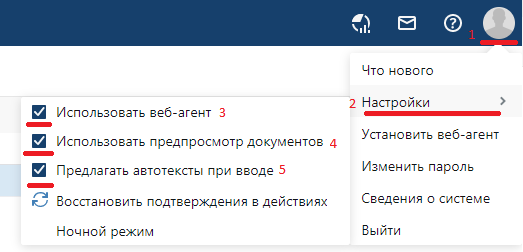 1
Что нового
2 Настройки
Использовать веб-агент 3
Установить веб-агент
Использовать предпросмотр документов 4
Изменить пароль
Предлагать автотексты при вводе 5
Сведения о системе
Восстановить подтверждения в действиях
Выйти
Ночной режим